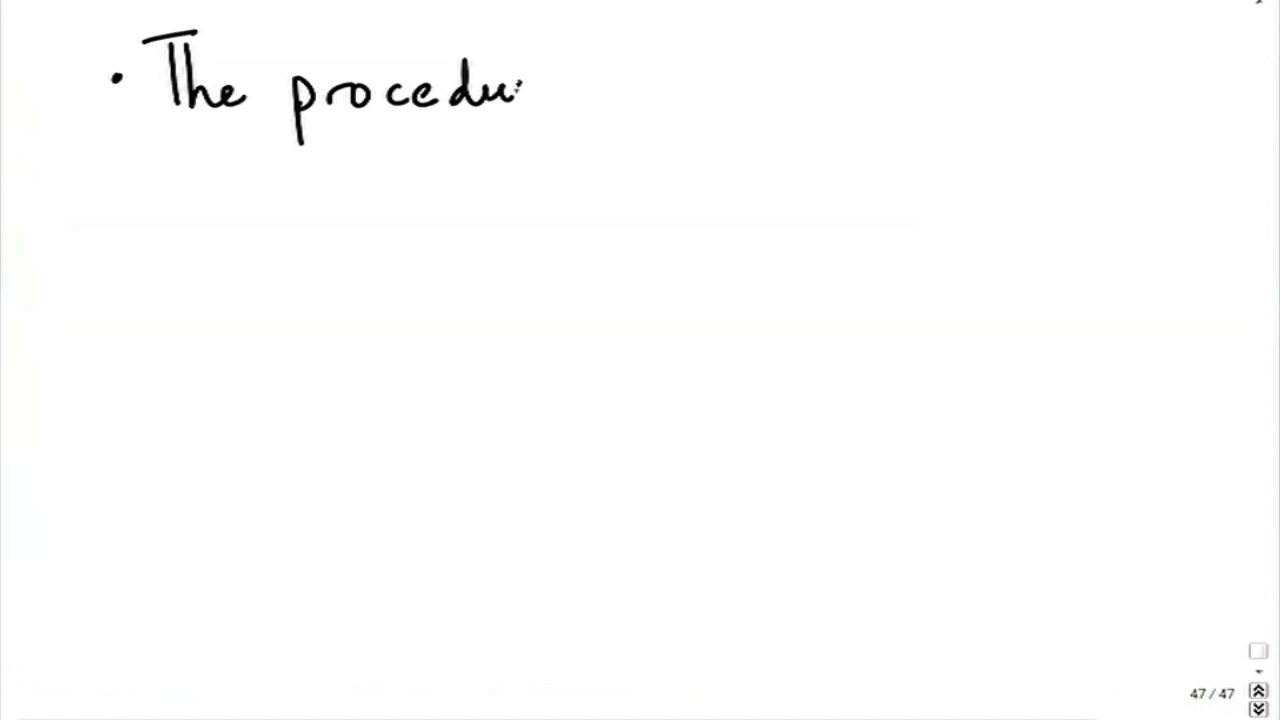 • The procedu
47 / 47